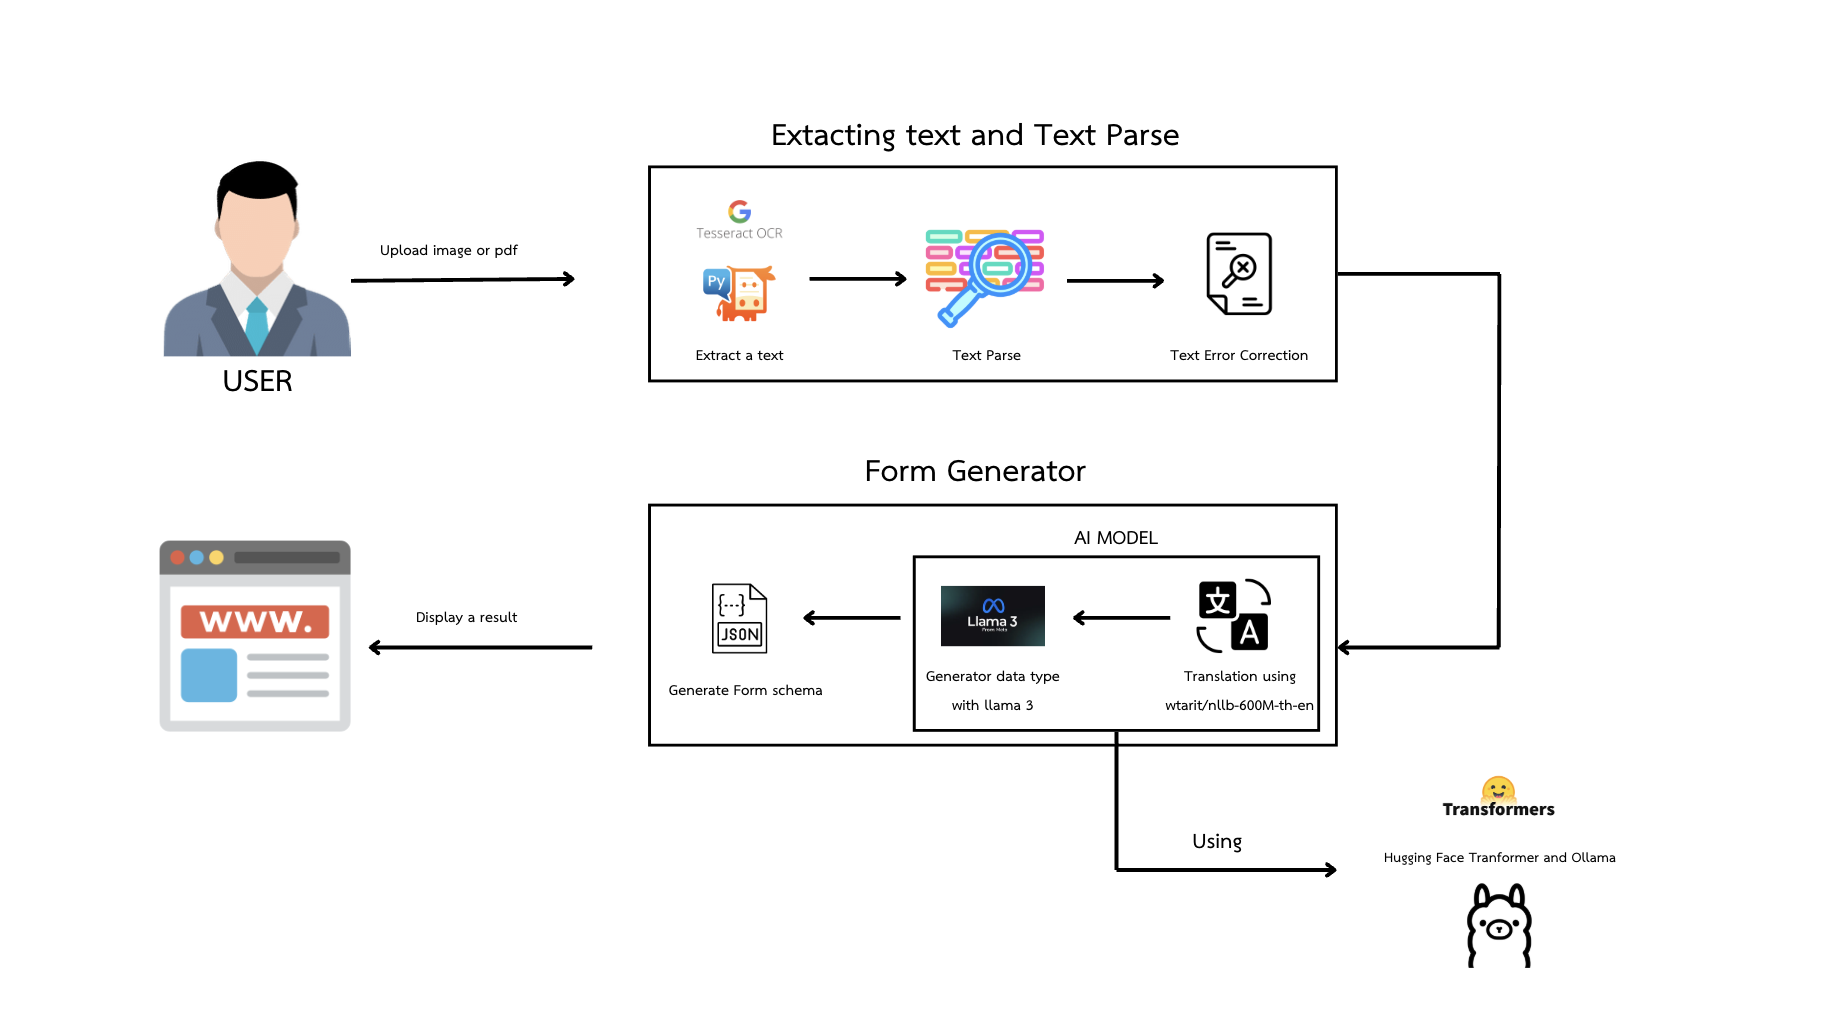 Extacting text and Text Parse
Tesseract OCR
Py
Upload image or pdf
Extract a text
Text Parse
Text Error Correction
USER
Form Generator
AI MODEL
www.
Display a result
{---}
JSON
Generate Form schema
Llama 3
From Meta
Generator data type
with llama 3
文
A
Translation using
wtarit/nllb-600M-th-en
Using
Transformers
Hugging Face Tranformer and Ollama